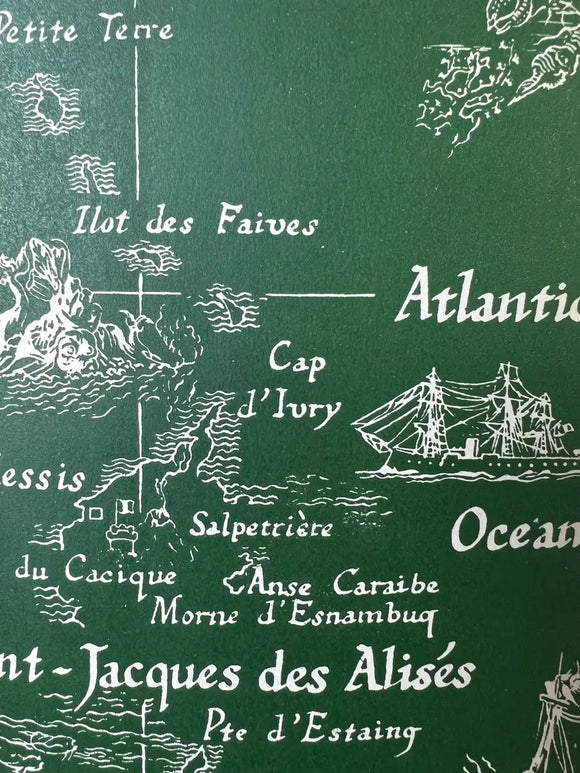 Petite Terre
Ilot des Faives
Atlantic
Cap
d'Ivry
essis
Salpetrière
Ocean
du Cacique
Anse Caraibe
Morne d'Esnambuq
nt-Jacques des Alisés
Pte d'Estaing